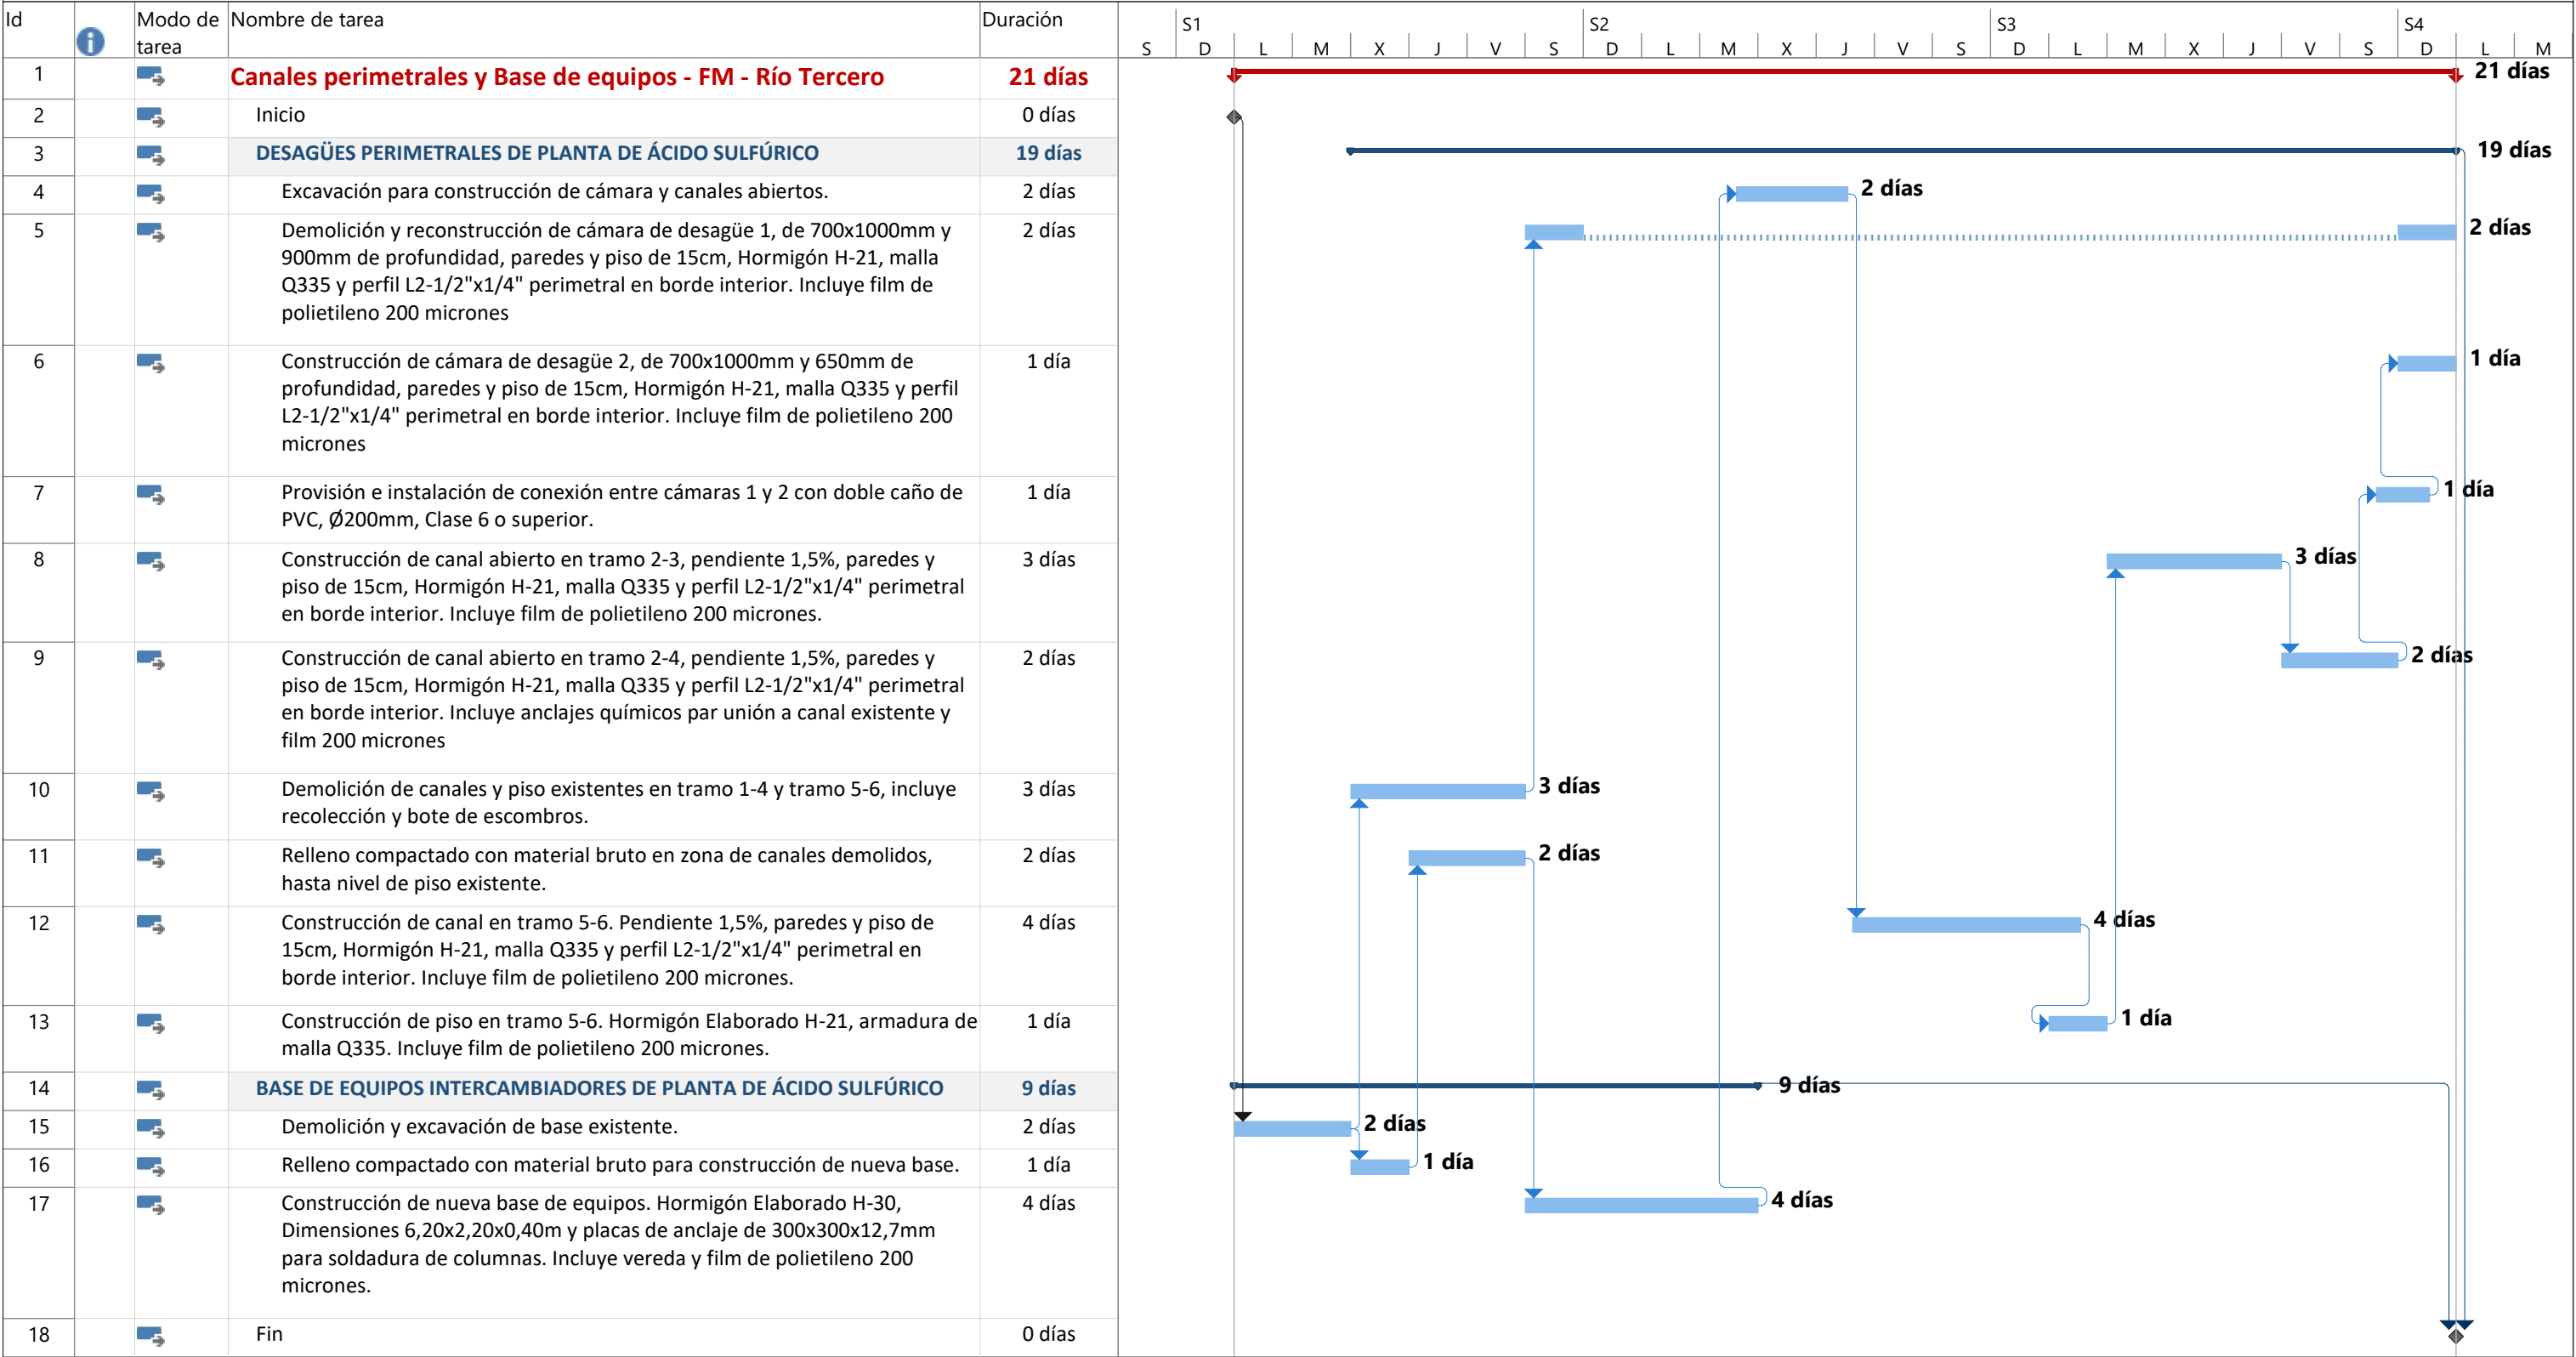 Id
Modo de
tarea
Nombre de tarea
Duración
S1 S2 S3 S4
S D L M X J V S D L M X J V S D L M X J V S D L M
1 Canales perimetrales y Base de equipos - FM - Río Tercero 21 días 21 días
2 Inicio 0 días
3 DESAGÜES PERIMETRALES DE PLANTA DE ÁCIDO SULFÚRICO 19 días 19 días
4 Excavación para construcción de cámara y canales abiertos. 2 días 2 días
5 Demolición y reconstrucción de cámara de desagüe 1, de 700x1000mm y 2 días 2 días
900mm de profundidad, paredes y piso de 15cm, Hormigón H-21, malla
Q335 y perfil L2-1/2"x1/4" perimetral en borde interior. Incluye film de
polietileno 200 micrones
6 Construcción de cámara de desagüe 2, de 700x1000mm y 650mm de 1 día 1 día
profundidad, paredes y piso de 15cm, Hormigón H-21, malla Q335 y perfil
L2-1/2"x1/4" perimetral en borde interior. Incluye film de polietileno 200
micrones
7 Provisión e instalación de conexión entre cámaras 1 y 2 con doble caño de 1 día 1 día
PVC, Ø200mm, Clase 6 o superior.
8 Construcción de canal abierto en tramo 2-3, pendiente 1,5%, paredes y 3 días 3 días
piso de 15cm, Hormigón H-21, malla Q335 y perfil L2-1/2"x1/4" perimetral
en borde interior. Incluye film de polietileno 200 micrones.
9 Construcción de canal abierto en tramo 2-4, pendiente 1,5%, paredes y 2 días 2 días
piso de 15cm, Hormigón H-21, malla Q335 y perfil L2-1/2"x1/4" perimetral
en borde interior. Incluye anclajes químicos par unión a canal existente y
film 200 micrones
10 Demolición de canales y piso existentes en tramo 1-4 y tramo 5-6, incluye 3 días 3 días
recolección y bote de escombros.
11 Relleno compactado con material bruto en zona de canales demolidos, 2 días 2 días
hasta nivel de piso existente.
12 Construcción de canal en tramo 5-6. Pendiente 1,5%, paredes y piso de 4 días 4 días
15cm, Hormigón H-21, malla Q335 y perfil L2-1/2"x1/4" perimetral en
borde interior. Incluye film de polietileno 200 micrones.
13 Construcción de piso en tramo 5-6. Hormigón Elaborado H-21, armadura de 1 día 1 día
malla Q335. Incluye film de polietileno 200 micrones.
14 BASE DE EQUIPOS INTERCAMBIADORES DE PLANTA DE ÁCIDO SULFÚRICO 9 días 9 días
15 Demolición y excavación de base existente. 2 días 2 días
16 Relleno compactado con material bruto para construcción de nueva base. 1 día 1 día
17 Construcción de nueva base de equipos. Hormigón Elaborado H-30, 4 días 4 días
Dimensiones 6,20x2,20x0,40m y placas de anclaje de 300x300x12,7mm
para soldadura de columnas. Incluye vereda y film de polietileno 200
micrones.
18 Fin 0 días